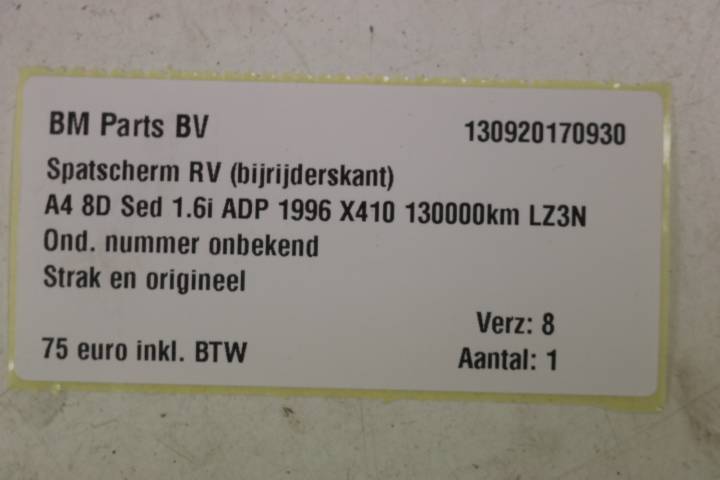 BM Parts BV 130920170930
Spatscherm RV (bijrijderskant)
A4 8D Sed 1.6i ADP 1996 X410 130000km LZ3N
Ond. nummer onbekend
Strak en origineel
Verz: 8
75 euro inkl. BTW Aantal: 1